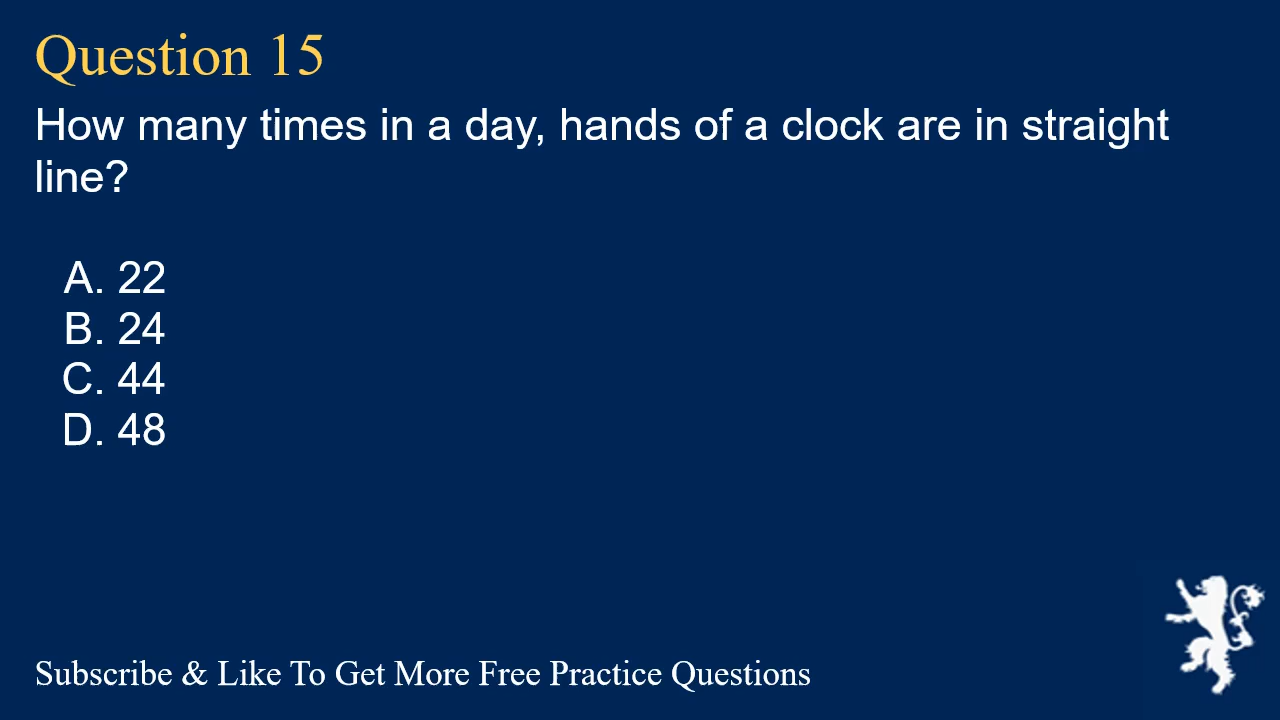 Question 15
How many times in a day, hands of a clock are in straight
line?
A. 22
B. 24
C. 44
D. 48
Subscribe & Like To Get More Free Practice Questions